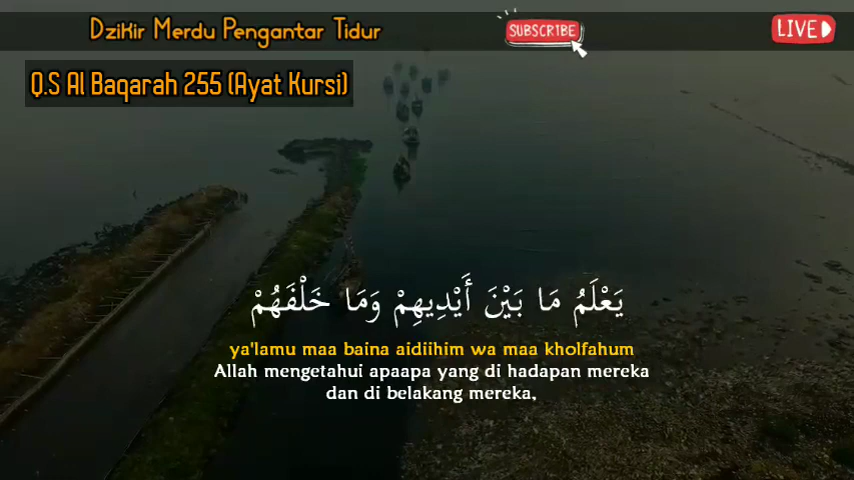 Dzikir Merdu Pengantar Tidur
SUBSCRIBE
LIVE
Q.S Al Baqarah 255 (Ayat Kursi)
يَعْلَمُ مَا بَيْنَ أَيْدِيهِمْ وَمَا خَلْفَهُمْ
ya'lamu maa baina aidiihim wa maa kholfahum
Allah mengetahui apaapa yang di hadapan mereka
dan di belakang mereka,